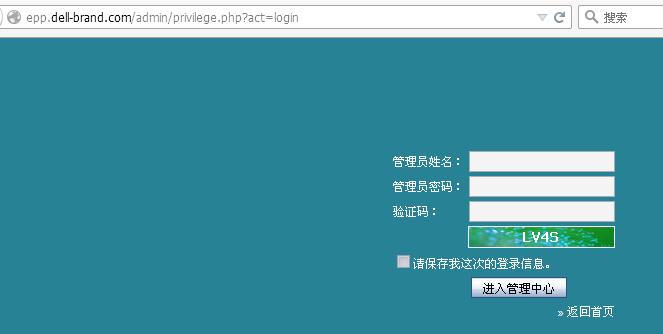 epp.dell-brand.com/admin/privilege.php?act=login 搜索
管理员姓名：
管理员密码：
验证码：
LV4S
请保存我这次的登录信息。
进入管理中心
» 返回首页